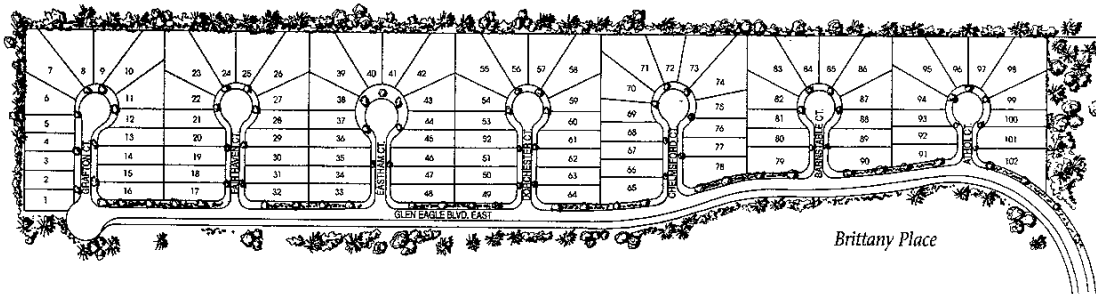 7 8 9 10 23 24 25 26 39 40 41 42 55 56 57 58 71 72 73 74 83 84 85 86 95 96 97 98
6 11 22 27 38 43 54 59 70 75 82 87 94 99
5 12 21 28 37 44 53 60 69 76 81 88 93 100
4 13 20 29 36 45 52 61 68 77 80 89 92 101
3 14 19 30 35 46 51 62 67 78 79 90 91 102
2 15 18 31 34 47 50 63 66
1 16 17 32 33 48 49 64 65
GRAFTON CT.
EASTHAM CT.
DORCHESTER CT.
CHELMSFORD CT.
BARNSTABLE CT.
GLEN EAGLE BLVD. EAST
Brittany Place